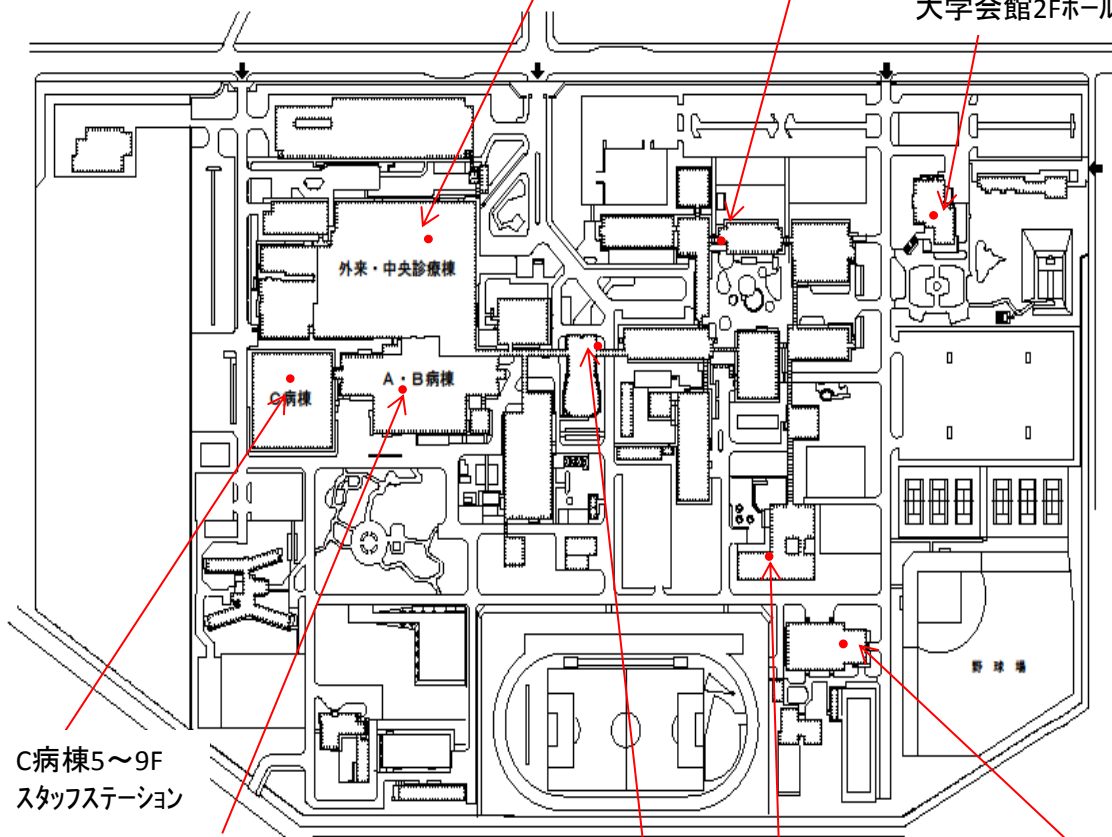 大学会館2Fホール
外来・中央診療棟
A・B病棟
C病棟
野球場
C病棟5~9F
スタッフステーション